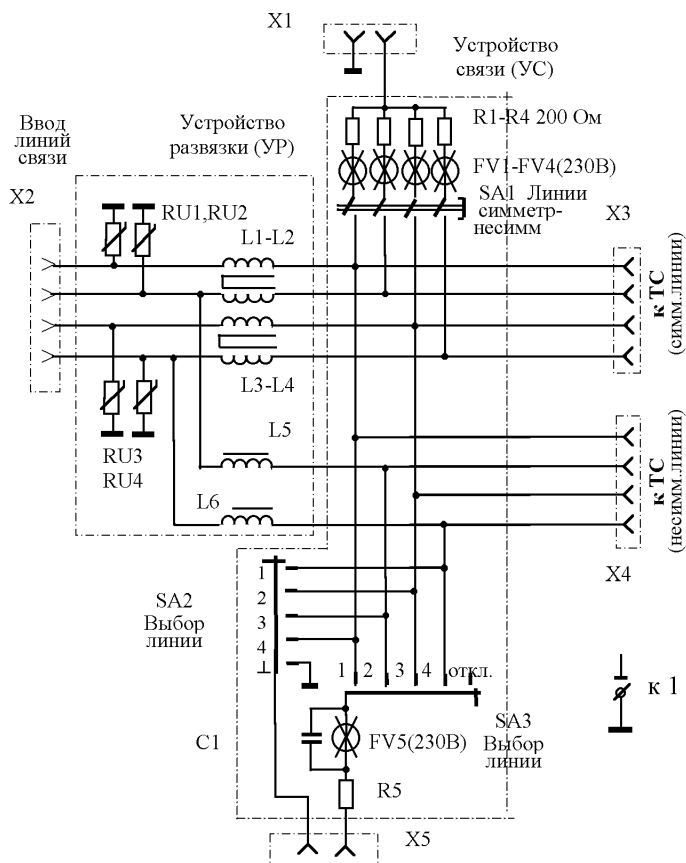 X1
Устройство
связи (УС)
R1-R4 200 Ом
Ввод
линий
связи
Устройство
развязки (УР)
FV1-FV4(230В)
X2
SA1 Линии
симметр-
несимм
X3
RU1,RU2
L1-L2
к ТС
(симм.линии)
L3-L4
RU3
RU4
L5
к ТС
(несимм.линии)
L6
X4
SA2
Выбор
линии
1
2
3
4
⊥
1 2 3 4 откл.
к 1
SA3
Выбор
линии
C1
FV5(230В)
R5
X5